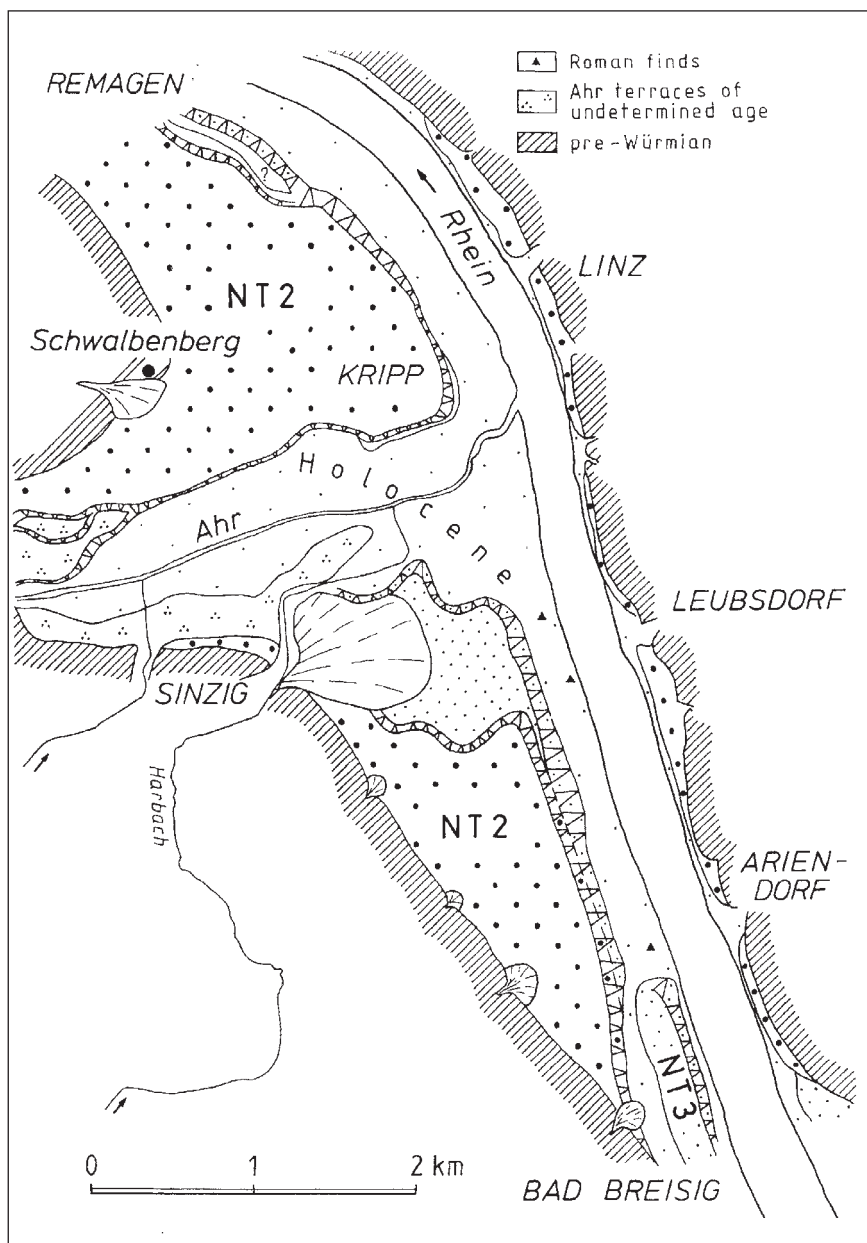 REMAGEN
Roman finds
Ahr terraces of
undetermined age
pre-Würmian
?
Rhein
LINZ
NT2
Schwalbenberg
KRIPP
Holocene
Ahr
LEUBSDORF
SINZIG
Harbach
NT2
ARIEN-
DORF
NT3
0 1 2 km
BAD BREISIG